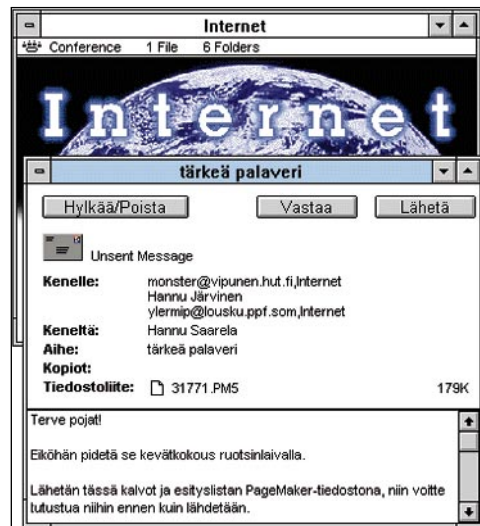 Internet
Conference 1 File 6 Folders
Internet
tärkeä palaveri
Hylkää/Poista Vastaa Lähetä
Unsent Message
Kenelle: monster@vipunen.hut.fi,Internet
Hannu Järvinen
ylermip@lousku.ppf.som,Internet
Keneltä: Hannu Saarela
Aihe: tärkeä palaveri
Kopiot:
Tiedostoliite: 31771.PM5 179K
Terve pojat!
Eiköhän pidetä se kevätkokous ruotsinlaivalla.
Lähetän tässä kalvot ja esityslistan PageMaker-tiedostona, niin voitte
tutustua niihin ennen kuin lähdetään.